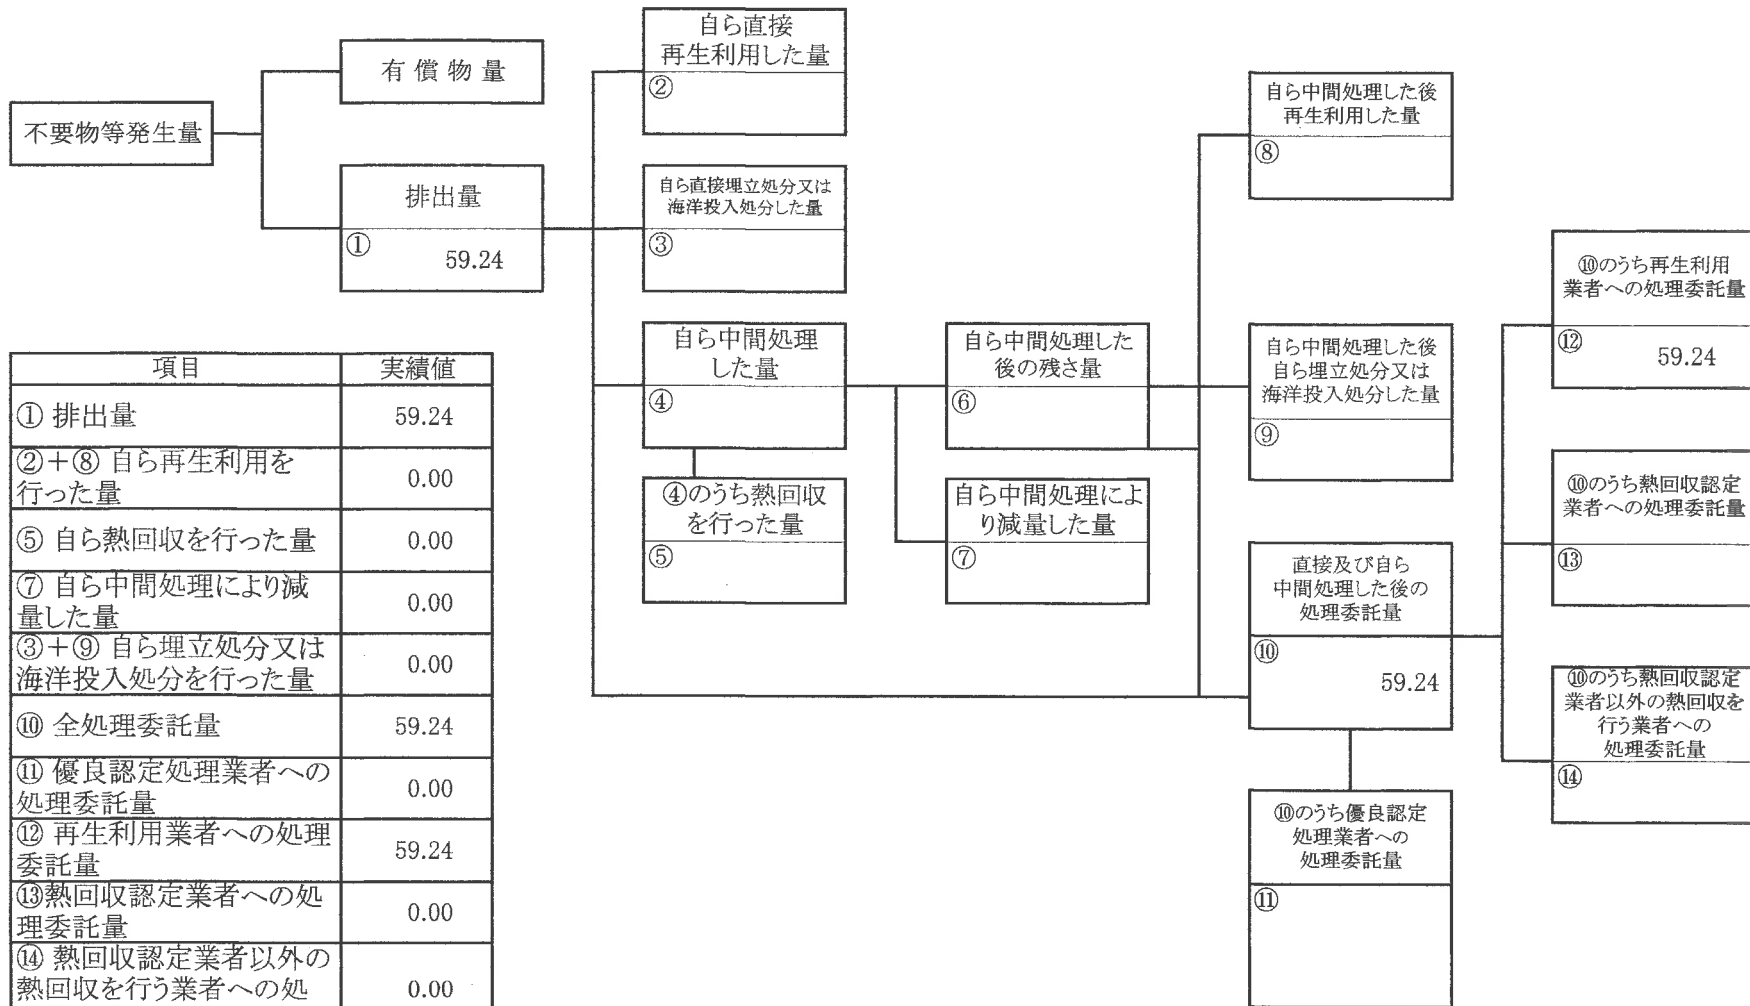 不要物等発生量
有償物量
排出量
①
59.24
自ら直接
再生利用した量
②
自ら直接埋立処分又は
海洋投入処分した量
③
自ら中間処理
した量
④
④のうち熱回収
を行った量
⑤
自ら中間処理した
後の残さ量
⑥
自ら中間処理によ
り減量した量
⑦
自ら中間処理した後
再生利用した量
⑧
自ら中間処理した後
自ら埋立処分又は
海洋投入処分した量
⑨
直接及び自ら
中間処理した後の
処理委託量
⑩
59.24
⑩のうち優良認定
処理業者への
処理委託量
⑪
⑩のうち再生利用
業者への処理委託量
⑫
59.24
⑩のうち熱回収認定
業者への処理委託量
⑬
⑩のうち熱回収認定
業者以外の熱回収を
行う業者への
処理委託量
⑭
項目 実績値
① 排出量 59.24
②+⑧ 自ら再生利用を
行った量 0.00
⑤ 自ら熱回収を行った量 0.00
⑦ 自ら中間処理により減
量した量 0.00
③+⑨ 自ら埋立処分又は
海洋投入処分を行った量 0.00
⑩ 全処理委託量 59.24
⑪ 優良認定処理業者への
処理委託量 0.00
⑫ 再生利用業者への処理
委託量 59.24
⑬熱回収認定業者への処
理委託量 0.00
⑭ 熱回収認定業者以外の
熱回収を行う業者への処 0.00